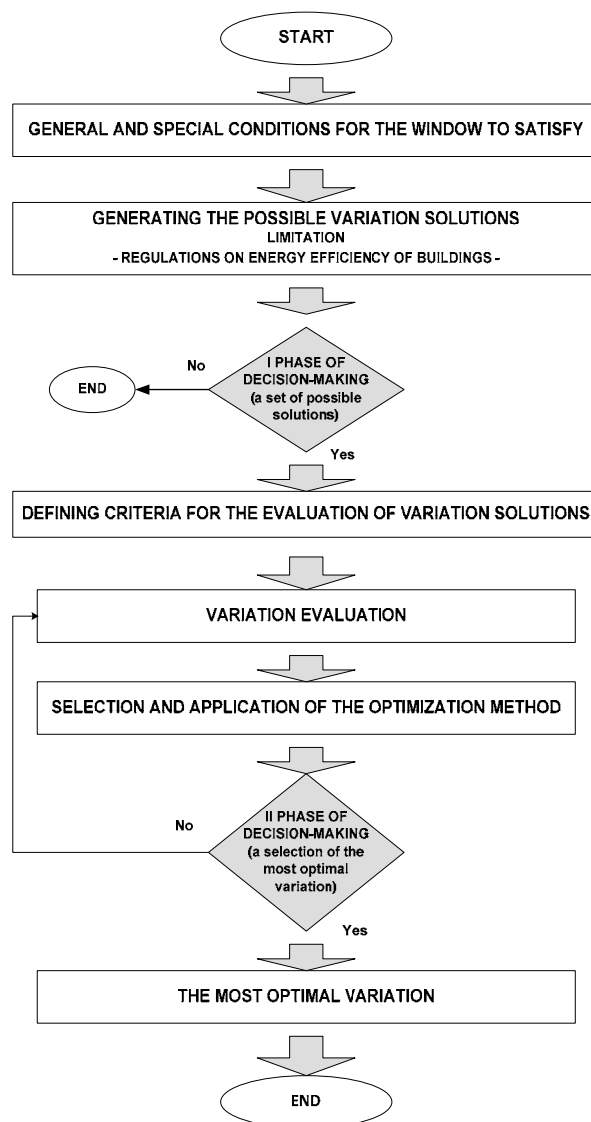 START
GENERAL AND SPECIAL CONDITIONS FOR THE WINDOW TO SATISFY
GENERATING THE POSSIBLE VARIATION SOLUTIONS
LIMITATION
- REGULATIONS ON ENERGY EFFICIENCY OF BUILDINGS -
I PHASE OF
DECISION-MAKING
(a set of possible
solutions)
No
END
Yes
DEFINING CRITERIA FOR THE EVALUATION OF VARIATION SOLUTIONS
VARIATION EVALUATION
SELECTION AND APPLICATION OF THE OPTIMIZATION METHOD
II PHASE OF
DECISION-MAKING
(a selection of the
most optimal
variation)
No
Yes
THE MOST OPTIMAL VARIATION
END